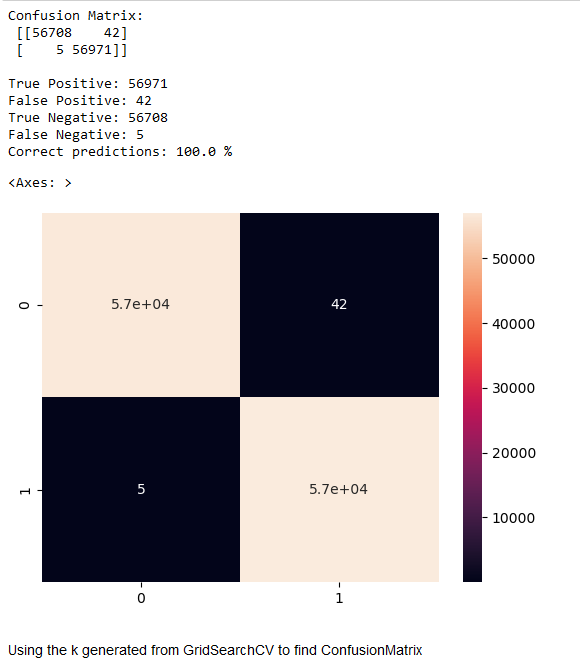 Confusion Matrix:
[[56708    42]
[    5 56971]]
True Positive: 56971
False Positive: 42
True Negative: 56708
False Negative: 5
Correct predictions: 100.0 %
<Axes: >
50000
0
5.7e+04
42
40000
30000
20000
1
5
5.7e+04
10000
0
1
Using the k generated from GridSearchCV to find ConfusionMatrix